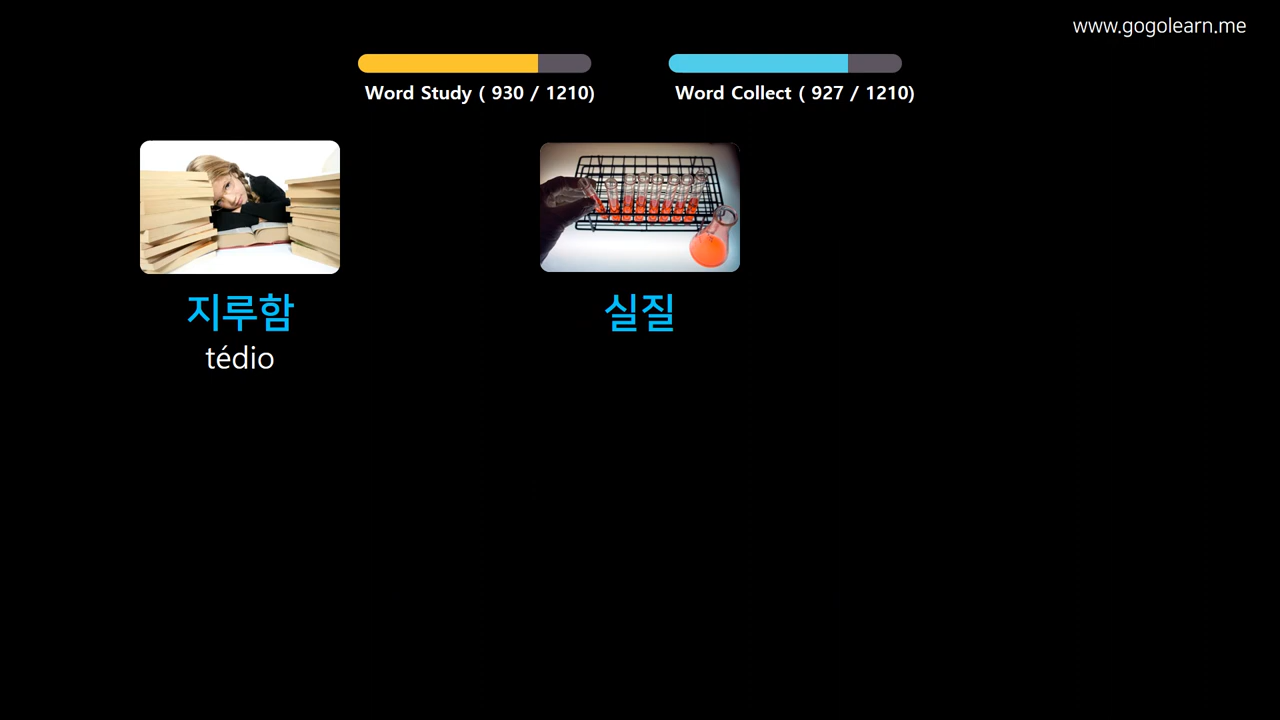 www.gogolearn.me
Word Study ( 930 / 1210)
Word Collect ( 927 / 1210)
지루함
실질
tédio